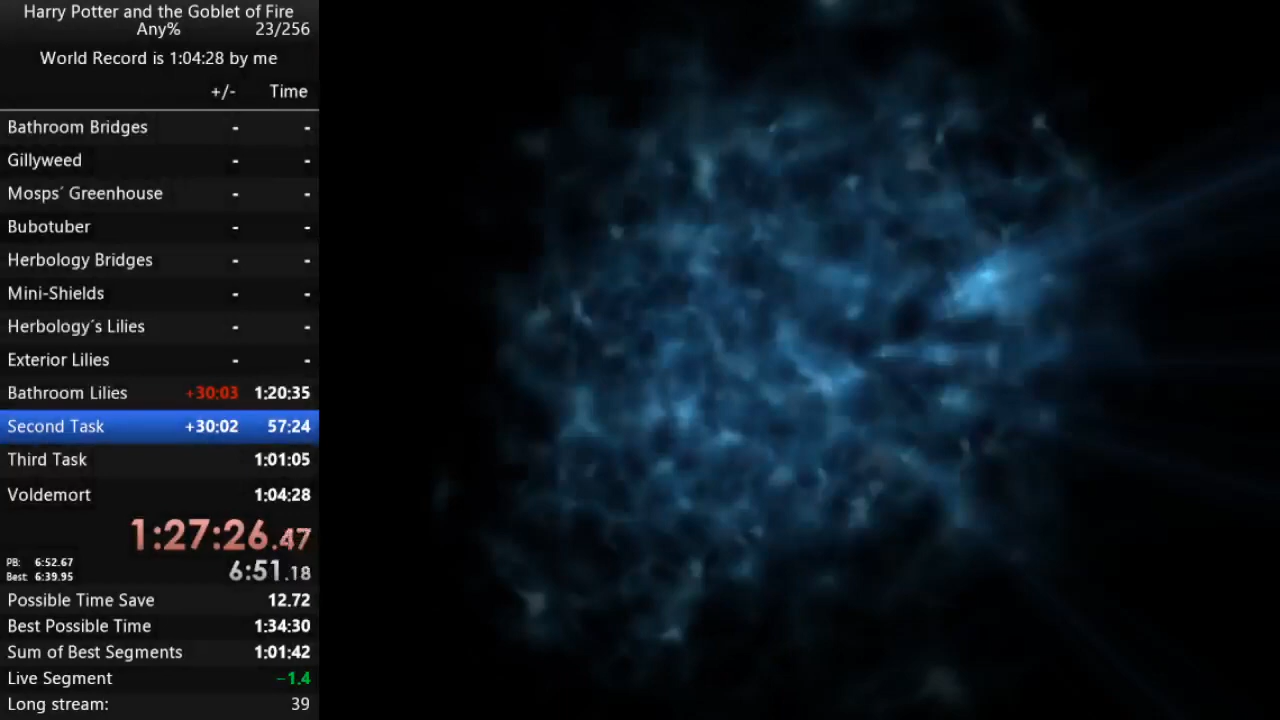 Harry Potter and the Goblet of Fire
Any% 23/256
World Record is 1:04:28 by me
+/- Time
Bathroom Bridges - -
Gillyweed - -
Mosps´ Greenhouse - -
Bubotuber - -
Herbology Bridges - -
Mini-Shields - -
Herbology´s Lilies - -
Exterior Lilies - -
Bathroom Lilies +30:03 1:20:35
Second Task +30:02 57:24
Third Task 1:01:05
Voldemort 1:04:28
1:27:26.47
PB: 6:52.67
Best: 6:39.95
6:51.18
Possible Time Save 12.72
Best Possible Time 1:34:30
Sum of Best Segments 1:01:42
Live Segment −1.4
Long stream: 39